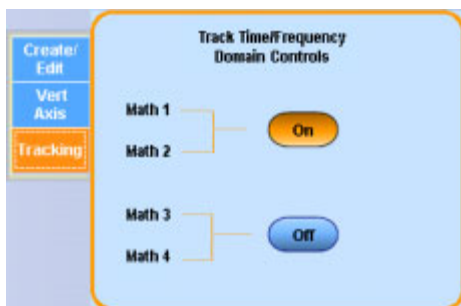 Create/
Edit
Vert
Axis
Tracking
Track Time/Frequency
Domain Controls
Math 1
Math 2
On
Math 3
Math 4
Off